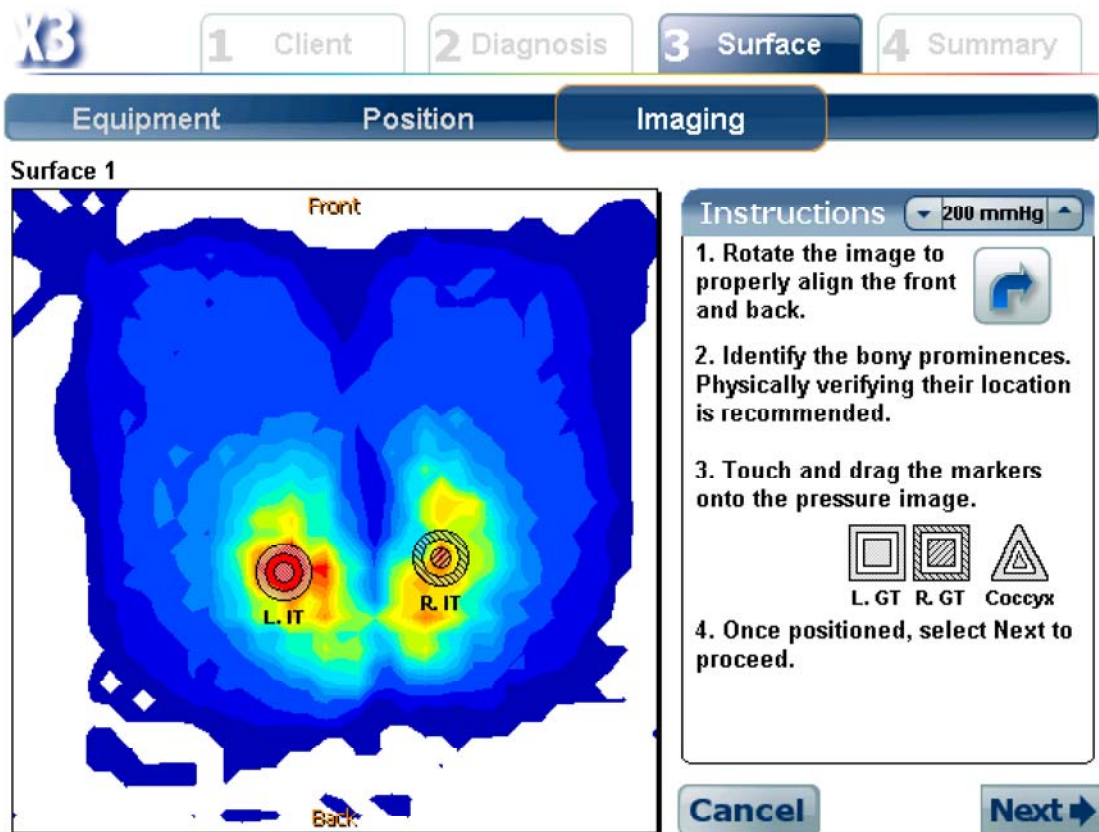 X3
1 Client
2 Diagnosis
3 Surface
4 Summary
Equipment
Position
Imaging
Surface 1
Front
L. IT
R. IT
Back
Instructions
200 mmHg
1. Rotate the image to
properly align the front
and back.
2. Identify the bony prominences.
Physically verifying their location
is recommended.
3. Touch and drag the markers
onto the pressure image.
L. GT R. GT Coccyx
4. Once positioned, select Next to
proceed.
Cancel
Next